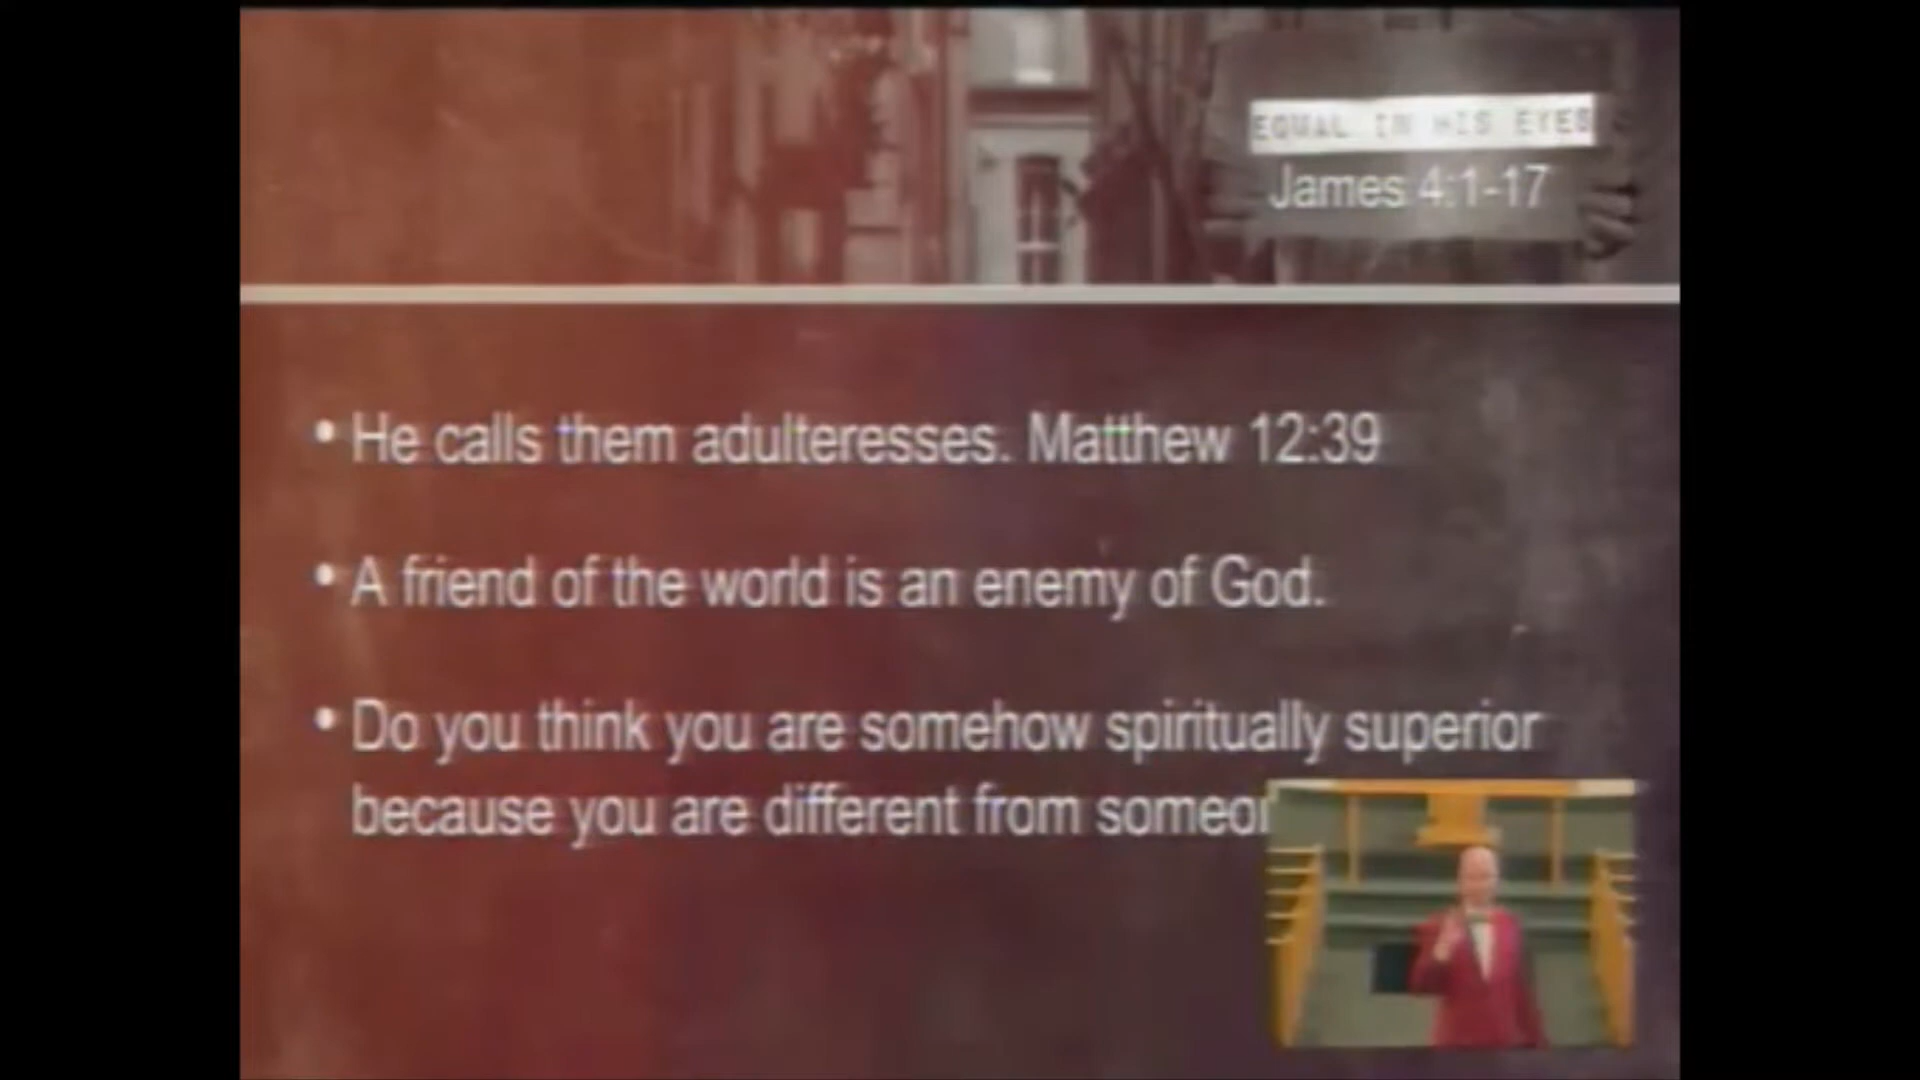 EQUAL IN HIS EYES
James 4:1-17
• He calls them adulteresses. Matthew 12:39
• A friend of the world is an enemy of God.
• Do you think you are somehow spiritually superior
because you are different from